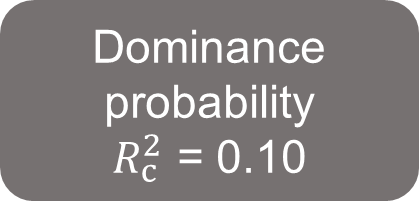 Dominance
probability
R²c = 0.10